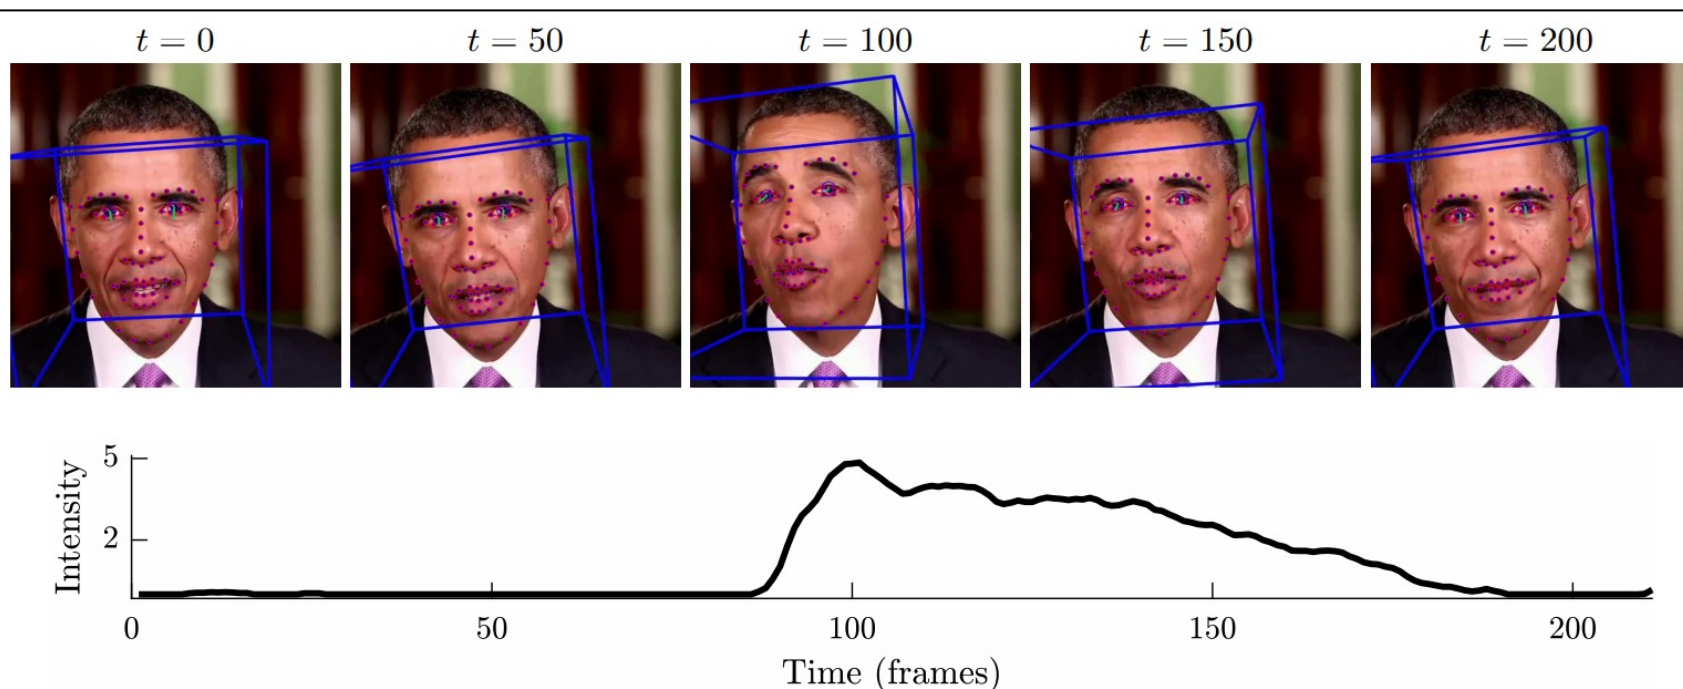 t = 0
t = 50
t = 100
t = 150
t = 200
5
2
Intensity
0
50
100
150
200
Time (frames)